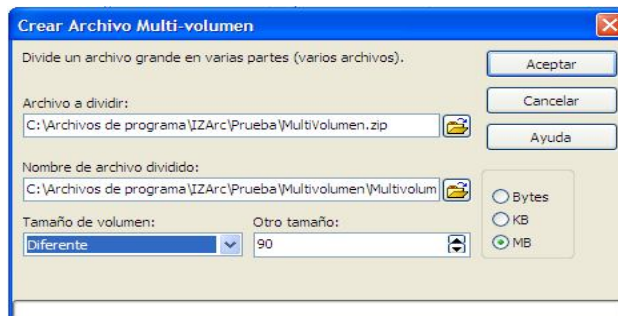 Crear Archivo Multi-volumen
Divide un archivo grande en varias partes (varios archivos).
Aceptar
Archivo a dividir:
Cancelar
C:\Archivos de programa\IZArc\Prueba\MultiVolumen.zip
Ayuda
Nombre de archivo dividido:
C:\Archivos de programa\IZArc\Prueba\Multivolumen\Multivolum
Bytes
Tamaño de volumen:
Otro tamaño:
KB
Diferente
90
MB